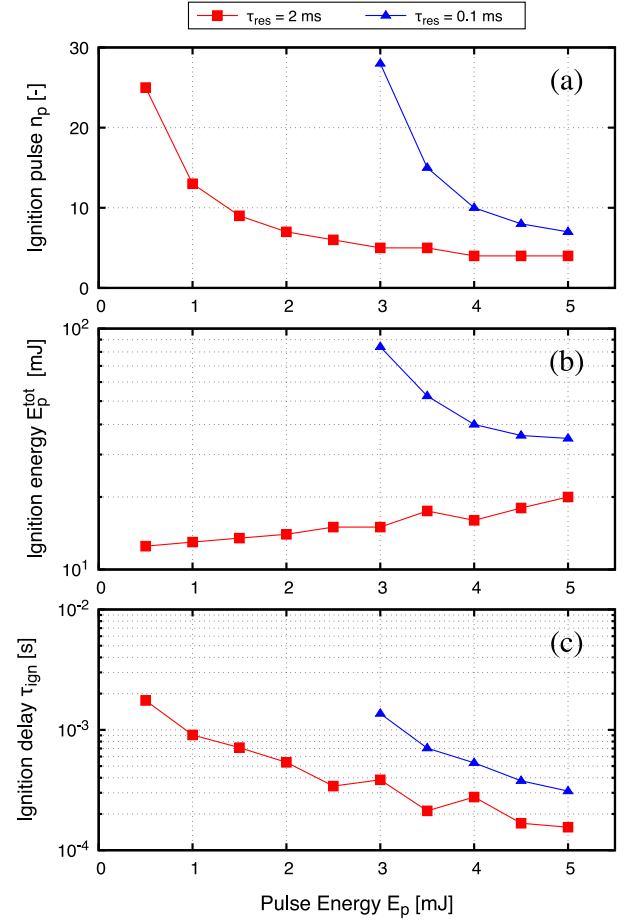 τres = 2 ms τres = 0.1 ms
(a)
Ignition pulse np [-]
30
20
10
0
0 1 2 3 4 5
(b)
Ignition energy Eptot [mJ]
10²
10¹
0 1 2 3 4 5
(c)
Ignition delay τign [s]
10-2
10-3
10-4
0 1 2 3 4 5
Pulse Energy Ep [mJ]